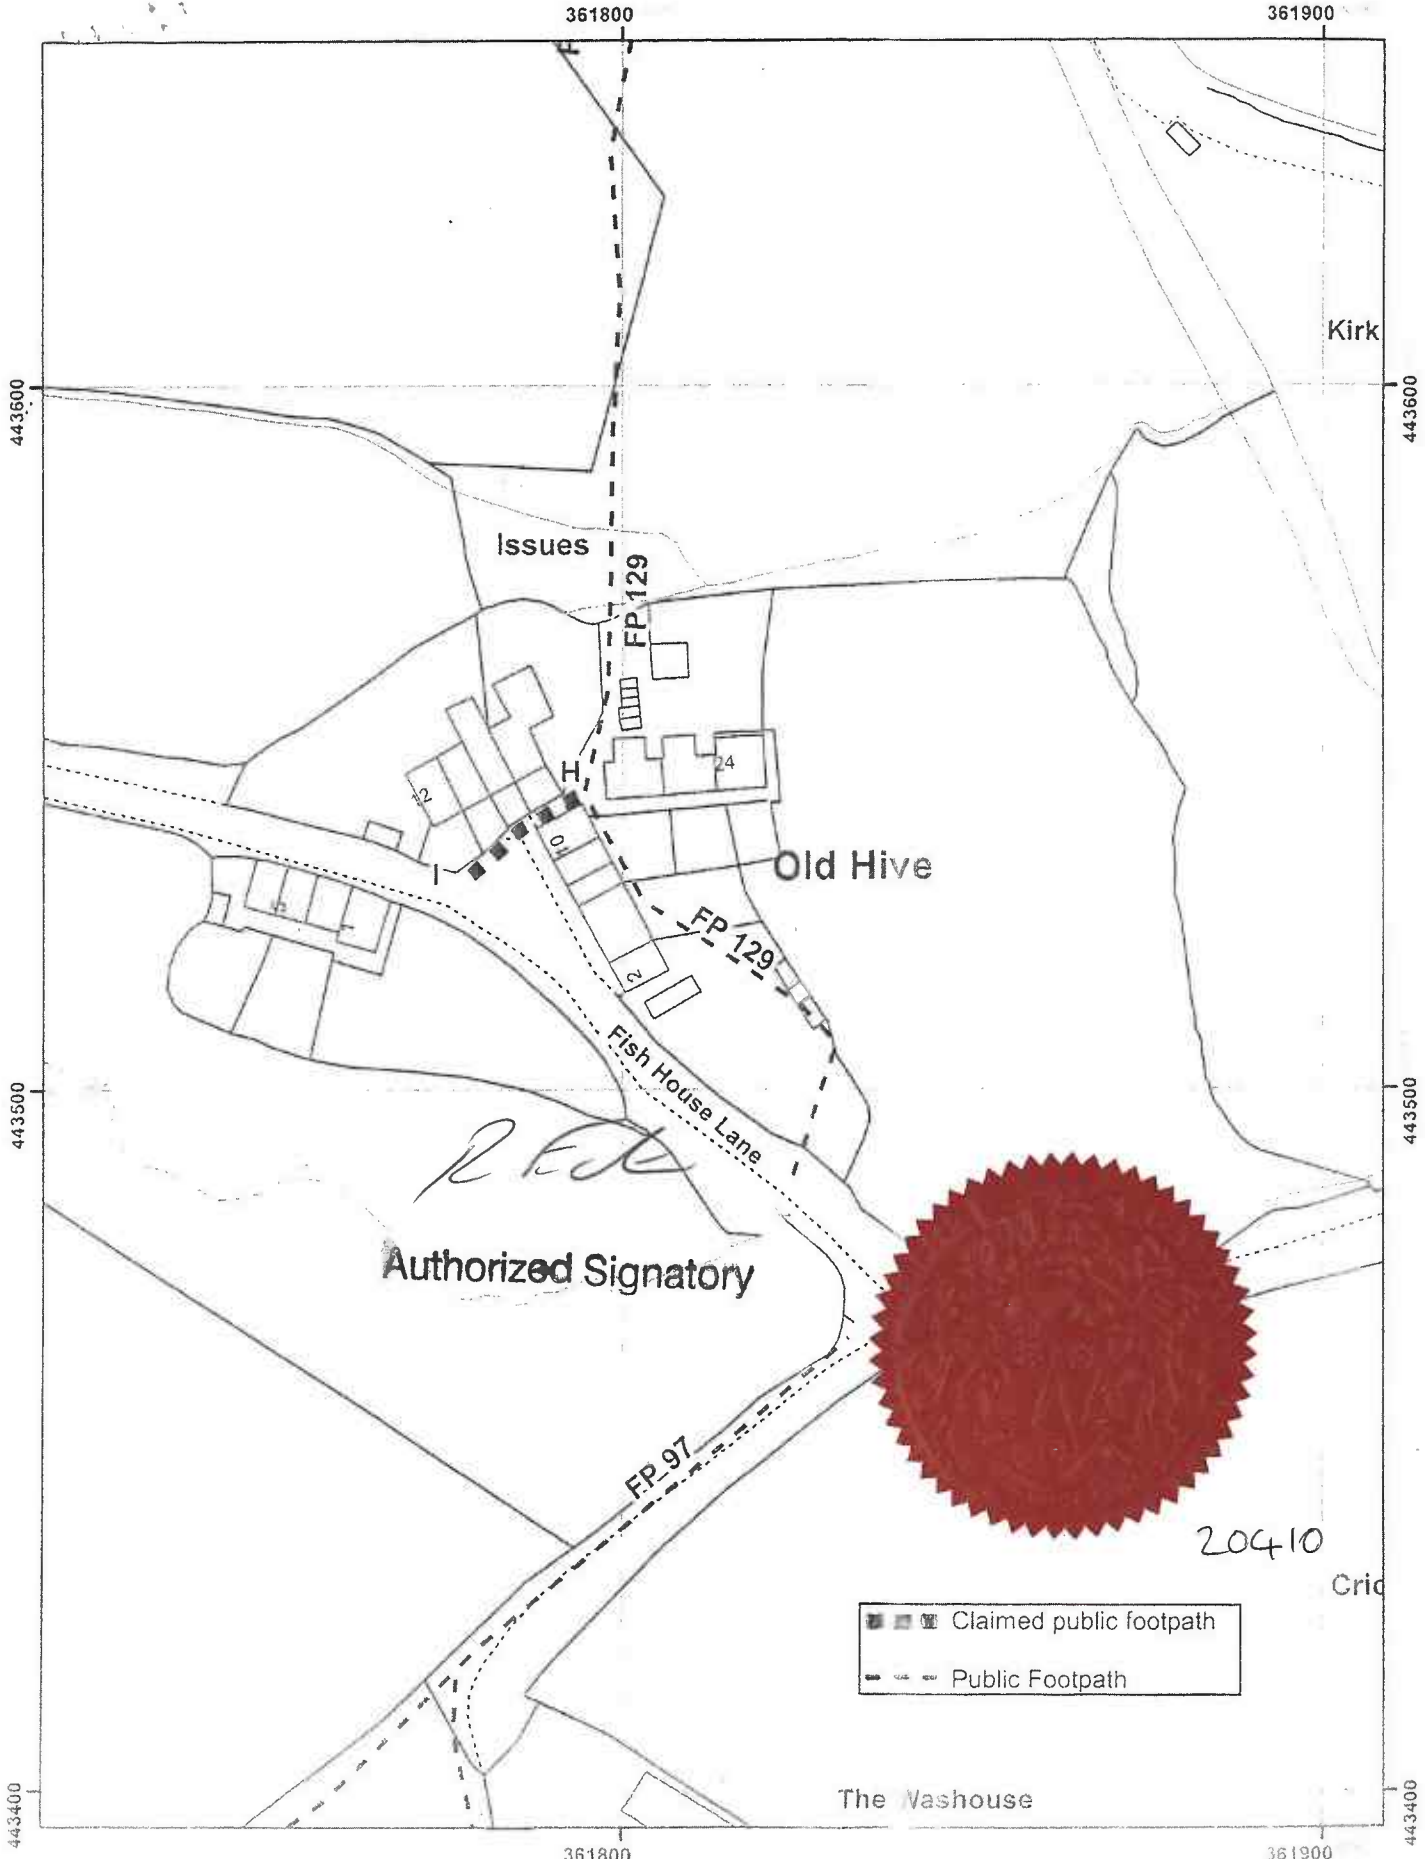 361800
361900
F
Kirk
443600
443600
Issues
FP 129
H
24
12
10
I
Old Hive
5
1
FP 129
2
Fish House Lane
443500
443500
Authorized Signatory
FP 97
20410
Cric
Claimed public footpath
Public Footpath
The Washouse
443400
443400
361800
361900